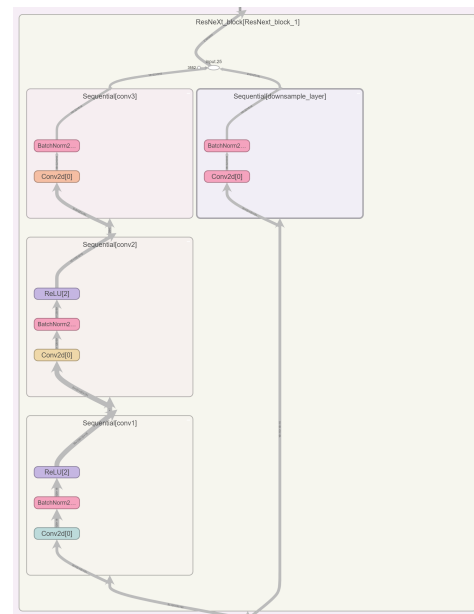 ResNeXt_block[ResNext_block_1]
Sequential[conv3]
Sequential[downsample_layer]
BatchNorm2...
BatchNorm2...
Conv2d[0]
Conv2d[0]
Sequential[conv2]
ReLU[2]
BatchNorm2...
Conv2d[0]
Sequential[conv1]
ReLU[2]
BatchNorm2...
Conv2d[0]